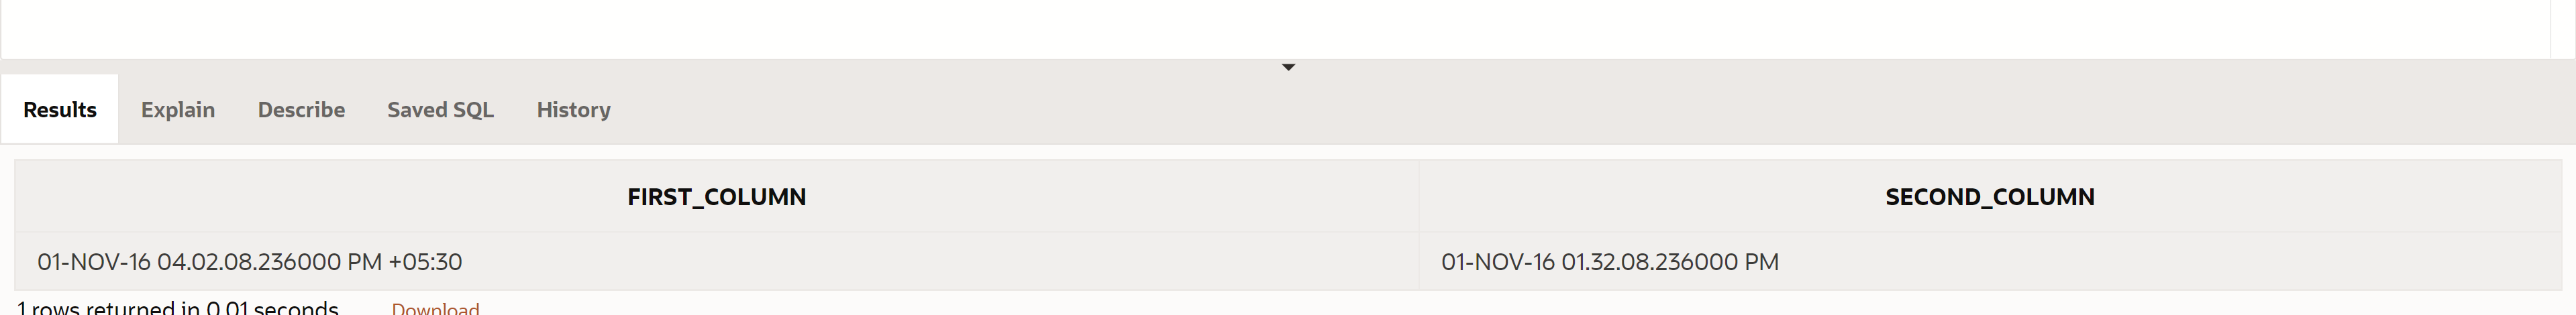 Results Explain Describe Saved SQL History
FIRST_COLUMN SECOND_COLUMN
01-NOV-16 04.02.08.236000 PM +05:30 01-NOV-16 01.32.08.236000 PM
1 rows returned in 0.01 seconds Download